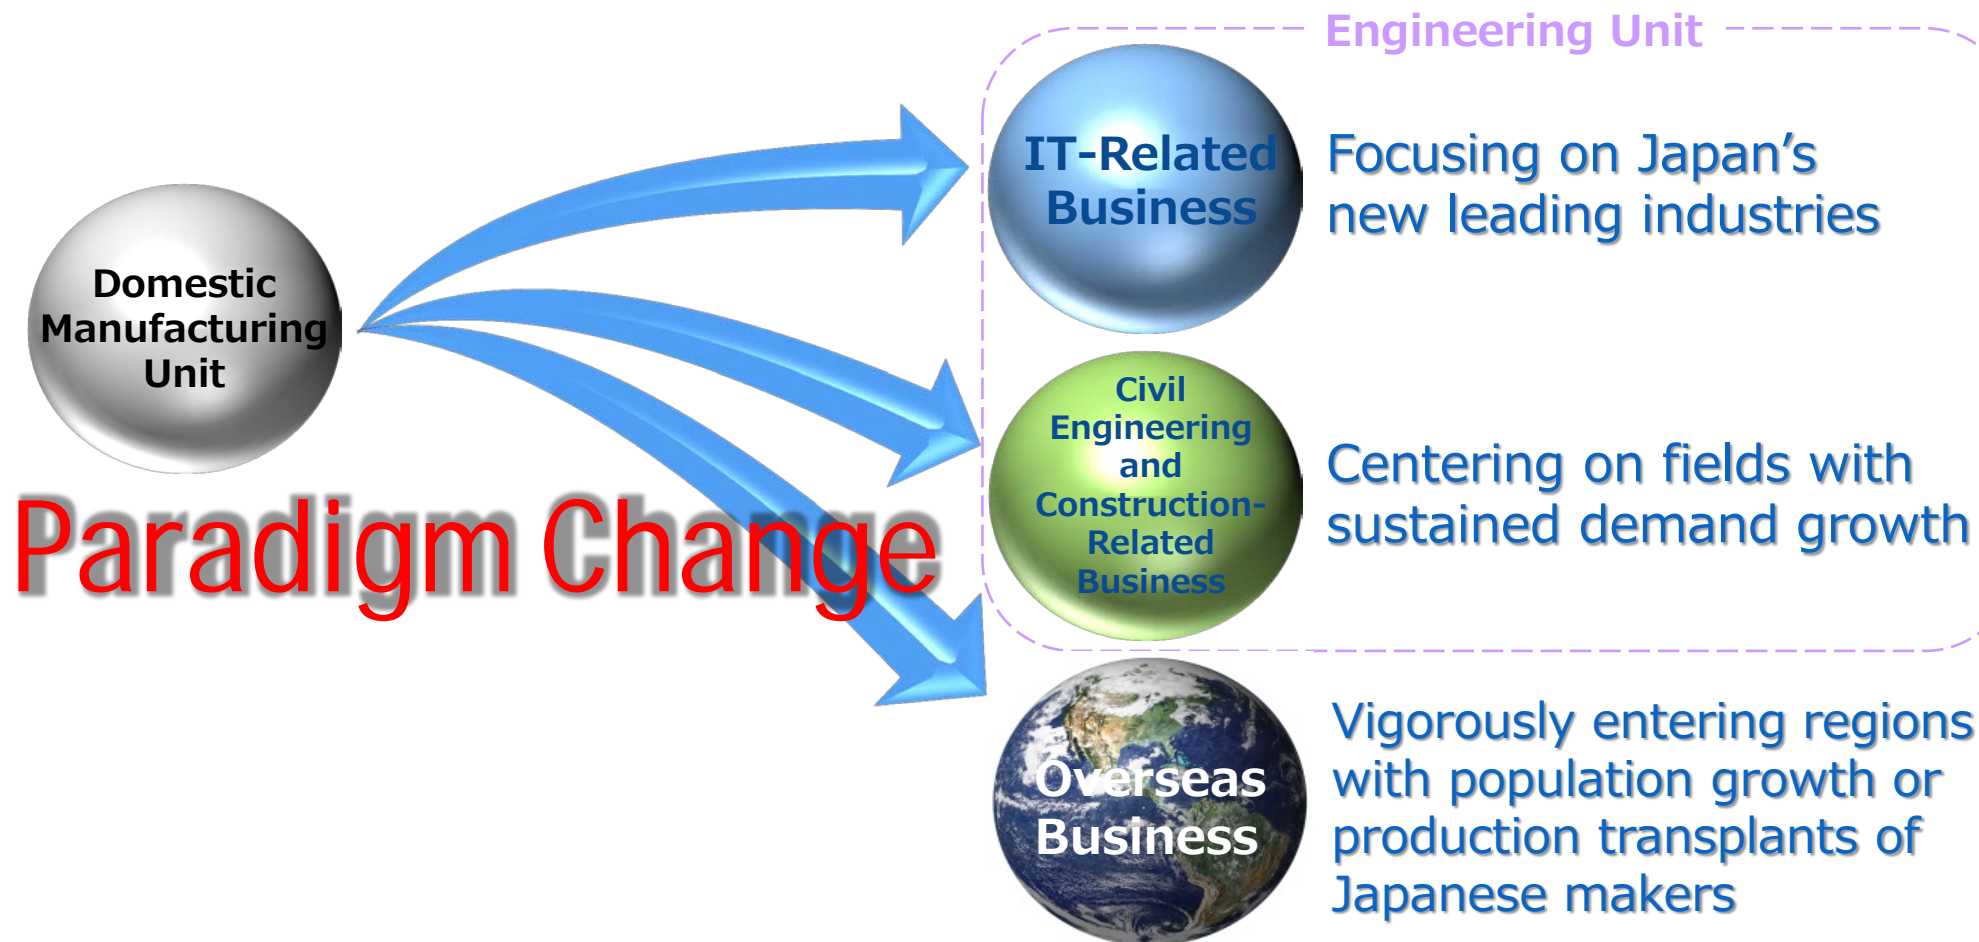 Engineering Unit
IT-Related
Business
Focusing on Japan’s
new leading industries
Domestic
Manufacturing
Unit
Paradigm Change
Civil
Engineering
and
Construction-
Related
Business
Centering on fields with
sustained demand growth
Overseas
Business
Vigorously entering regions
with population growth or
production transplants of
Japanese makers